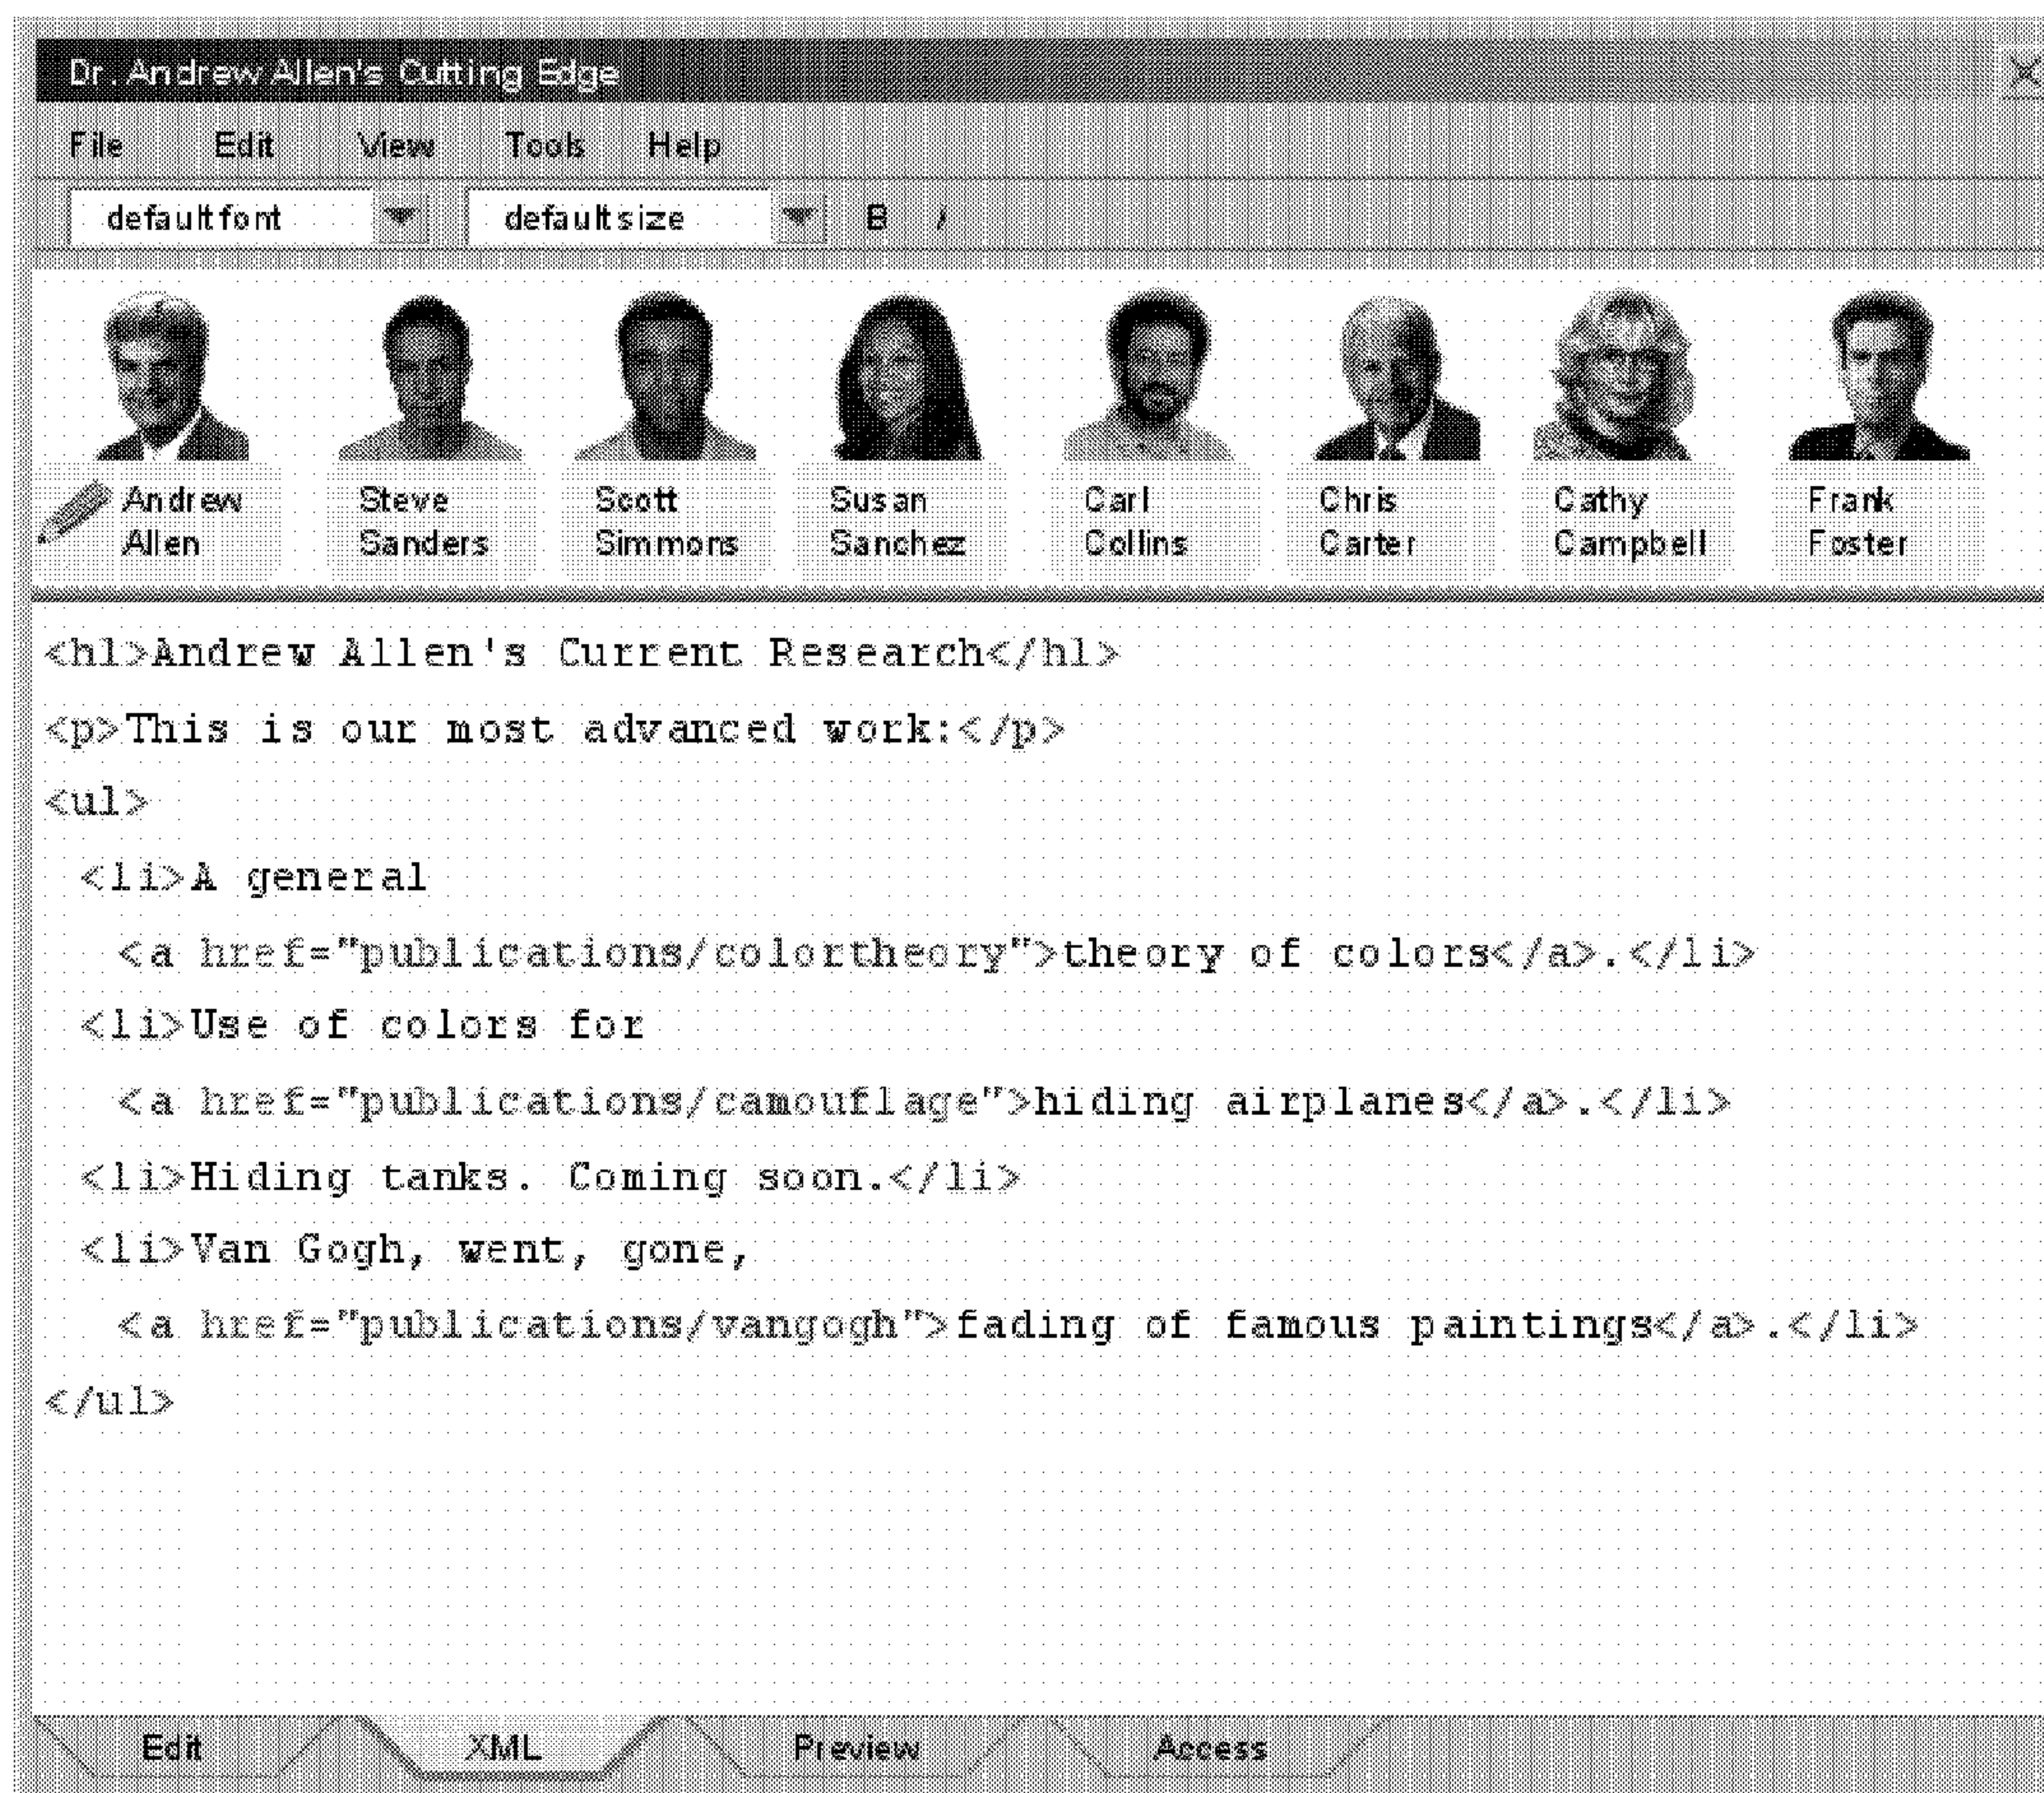 Dr. Andrew Allen's Cutting Edge
File Edit View Tools Help
default font default size B I
Andrew Allen
Steve Sanders
Scott Simmons
Susan Sanchez
Carl Collins
Chris Carter
Cathy Campbell
Frank Foster
<h1>Andrew Allen's Current Research</h1>
<p>This is our most advanced work:</p>
<ul>
<li>A general
<a href="publications/colortheory">theory of colors</a>.</li>
<li>Use of colors for
<a href="publications/camouflage">hiding airplanes</a>.</li>
<li>Hiding tanks. Coming soon.</li>
<li>Van Gogh, went, gone,
<a href="publications/vangogh">fading of famous paintings</a>.</li>
</ul>
Edit XML Preview Access